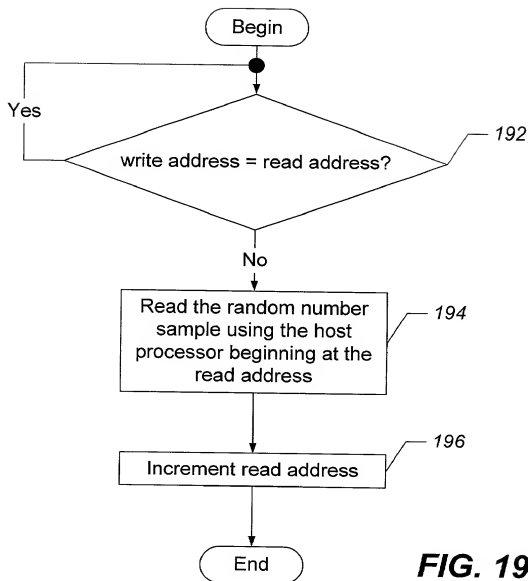 Begin
Yes
192
write address = read address?
No
Read the random number
sample using the host
processor beginning at the
read address
194
196
Increment read address
End
FIG. 19